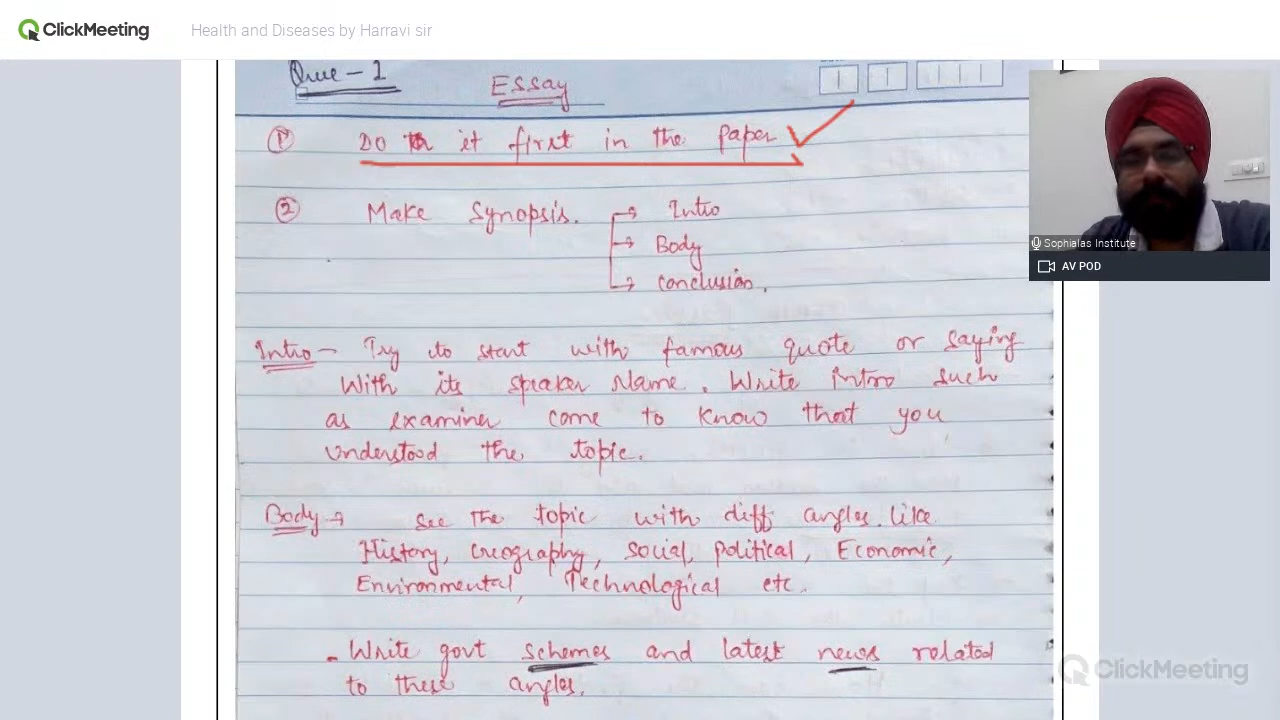 ClickMeeting
Health and Diseases by Harravi sir
Que - 1
Essay
① Do it first in the paper
② Make Synopsis. → Intro
→ Body
→ Conclusion.
Intro - Try to start with famous quote or saying
With its speaker Name. Write intro such
as examiner come to know that you
understood the topic.
Body → See the topic with diff angles. like
History, Geography, Social, political, Economic,
Environmental, Technological etc.
- Write govt schemes and latest news related
to these angles.
Sophialas Institute
AV POD
ClickMeeting